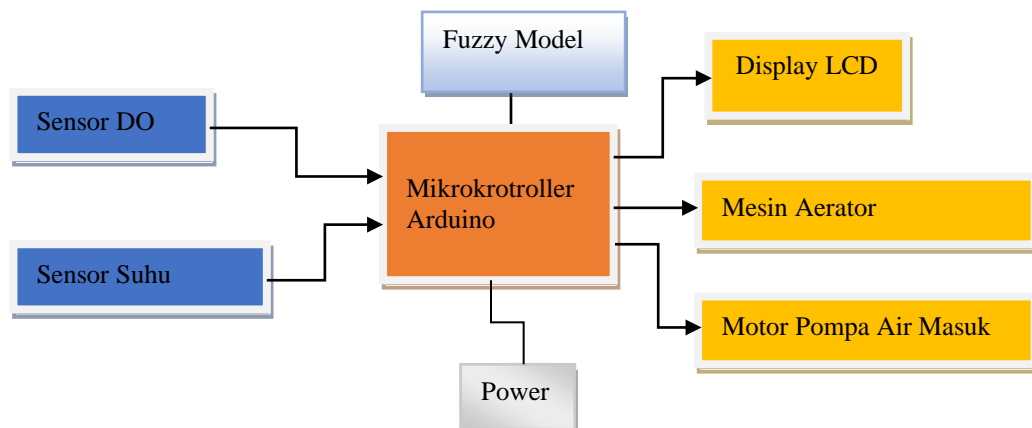 Fuzzy Model
Display LCD
Sensor DO
Mikrokrotroller
Arduino
Mesin Aerator
Sensor Suhu
Motor Pompa Air Masuk
Power